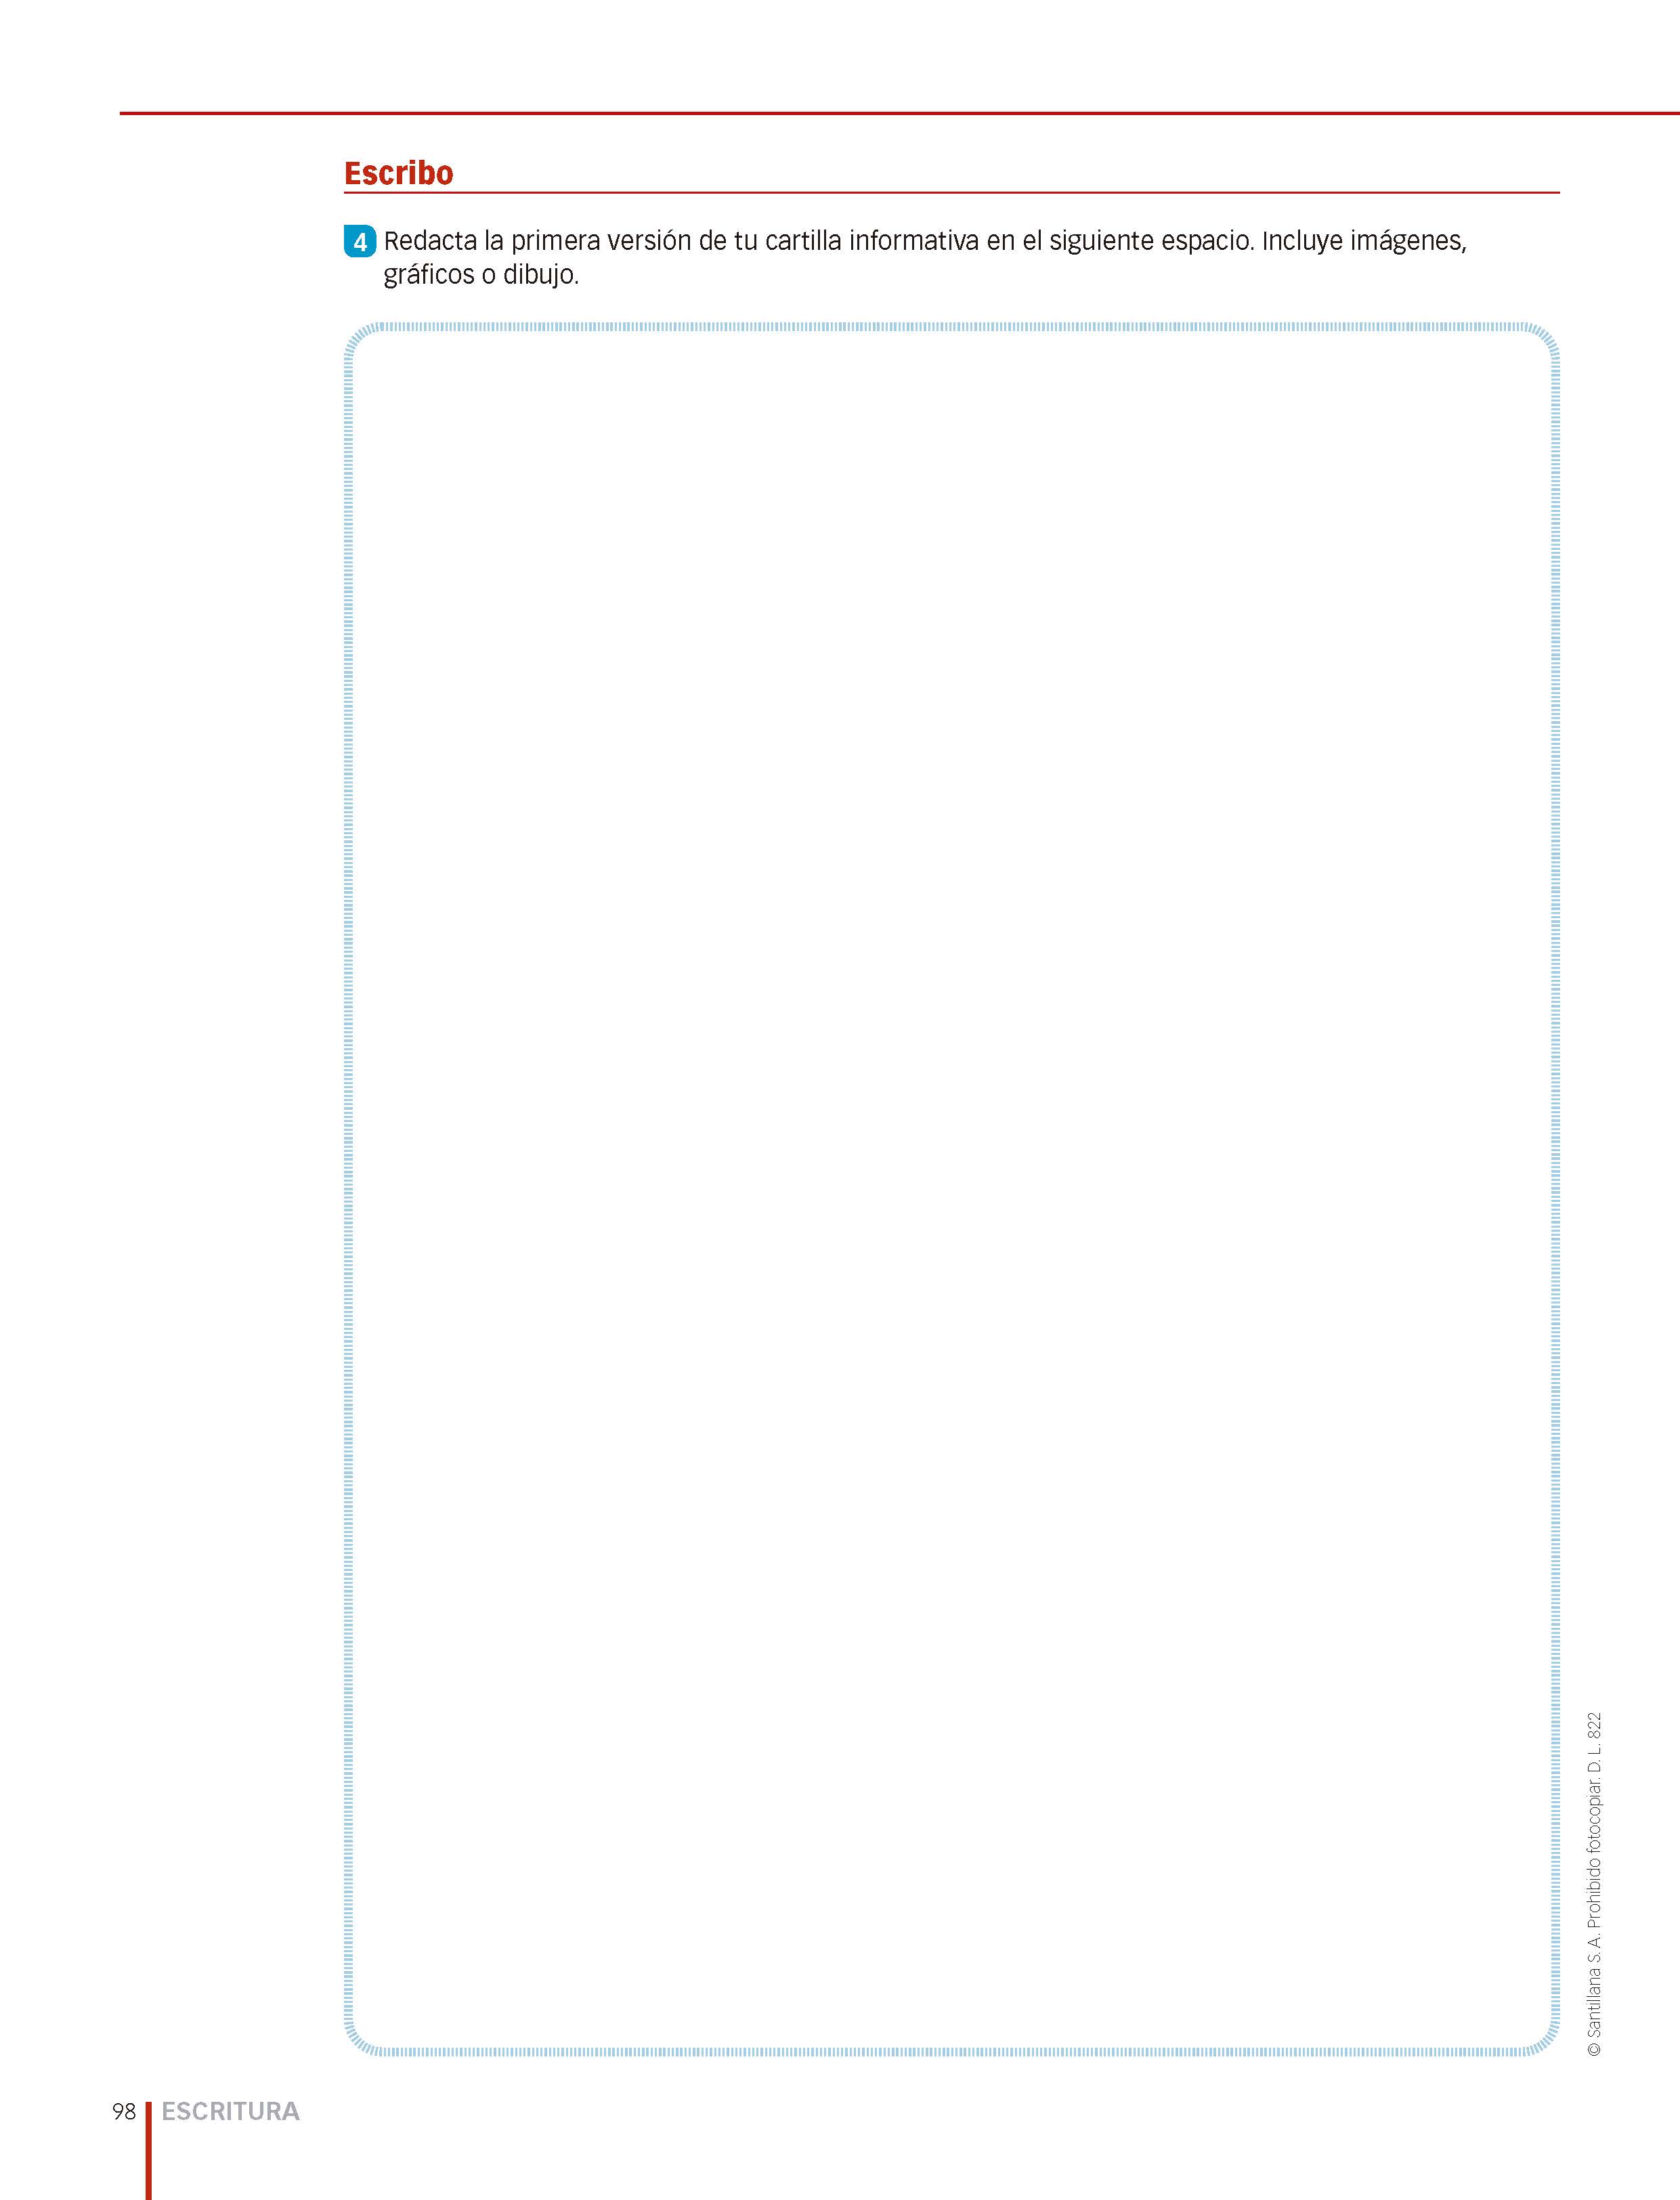 Escribo
4 Redacta la primera versión de tu cartilla informativa en el siguiente espacio. Incluye imágenes,
gráficos o dibujo.
© Santillana S. A. Prohibido fotocopiar. D. L. 822
98 ESCRITURA